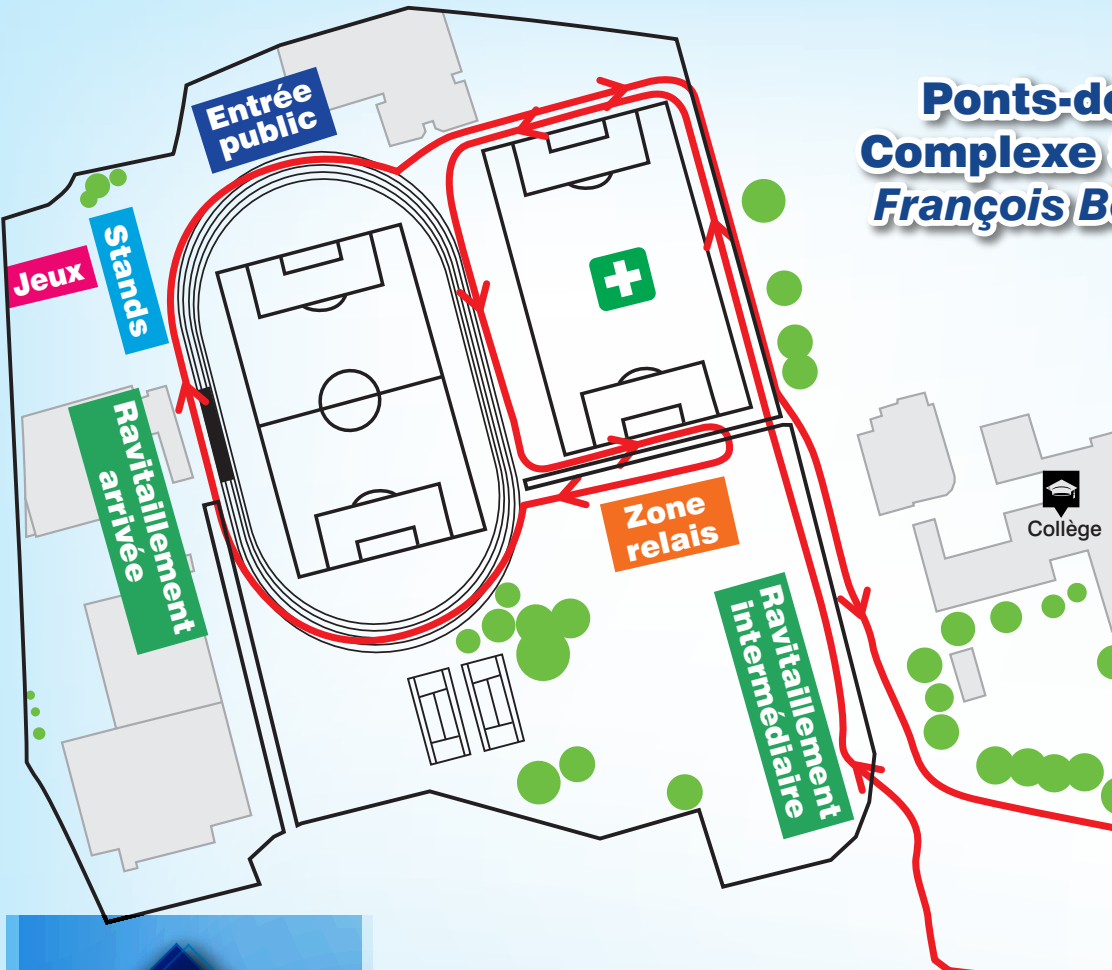 Entrée
public
Ponts-de
Complexe
François B
Stands
Jeux
Ravitaillement
arrivée
Zone
relais
Collège
Ravitaillement
intermédiaire